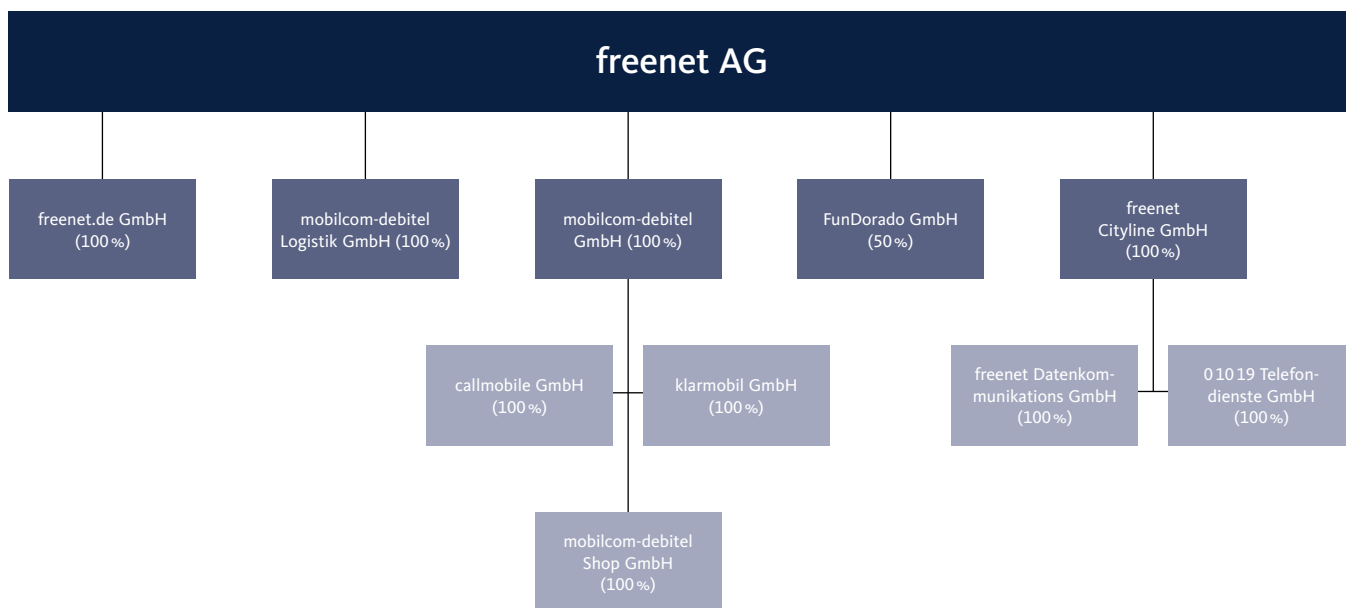 freenet AG
freenet.de GmbH
(100 %)
mobilcom-debitel
Logistik GmbH (100 %)
mobilcom-debitel
GmbH (100 %)
FunDorado GmbH
(50 %)
freenet
Cityline GmbH
(100 %)
callmobile GmbH
(100 %)
klarmobil GmbH
(100 %)
freenet Datenkom-
munikations GmbH
(100 %)
0 10 19 Telefon-
dienste GmbH
(100 %)
mobilcom-debitel
Shop GmbH
(100 %)